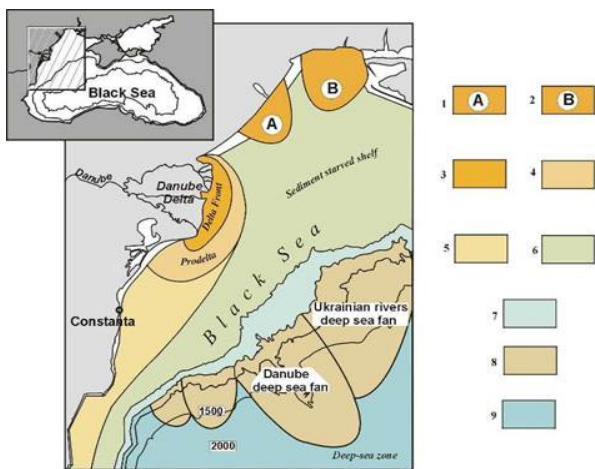 Black Sea
B
A
Danube
Danube
Delta
Delta Front
Prodelta
Sediment starved shelf
Black Sea
Constanta
Ukrainian rivers
deep sea fan
Danube
deep sea fan
1500
2000
Deep-sea zone
1 A 2 B
3 4
5 6
7
8
9